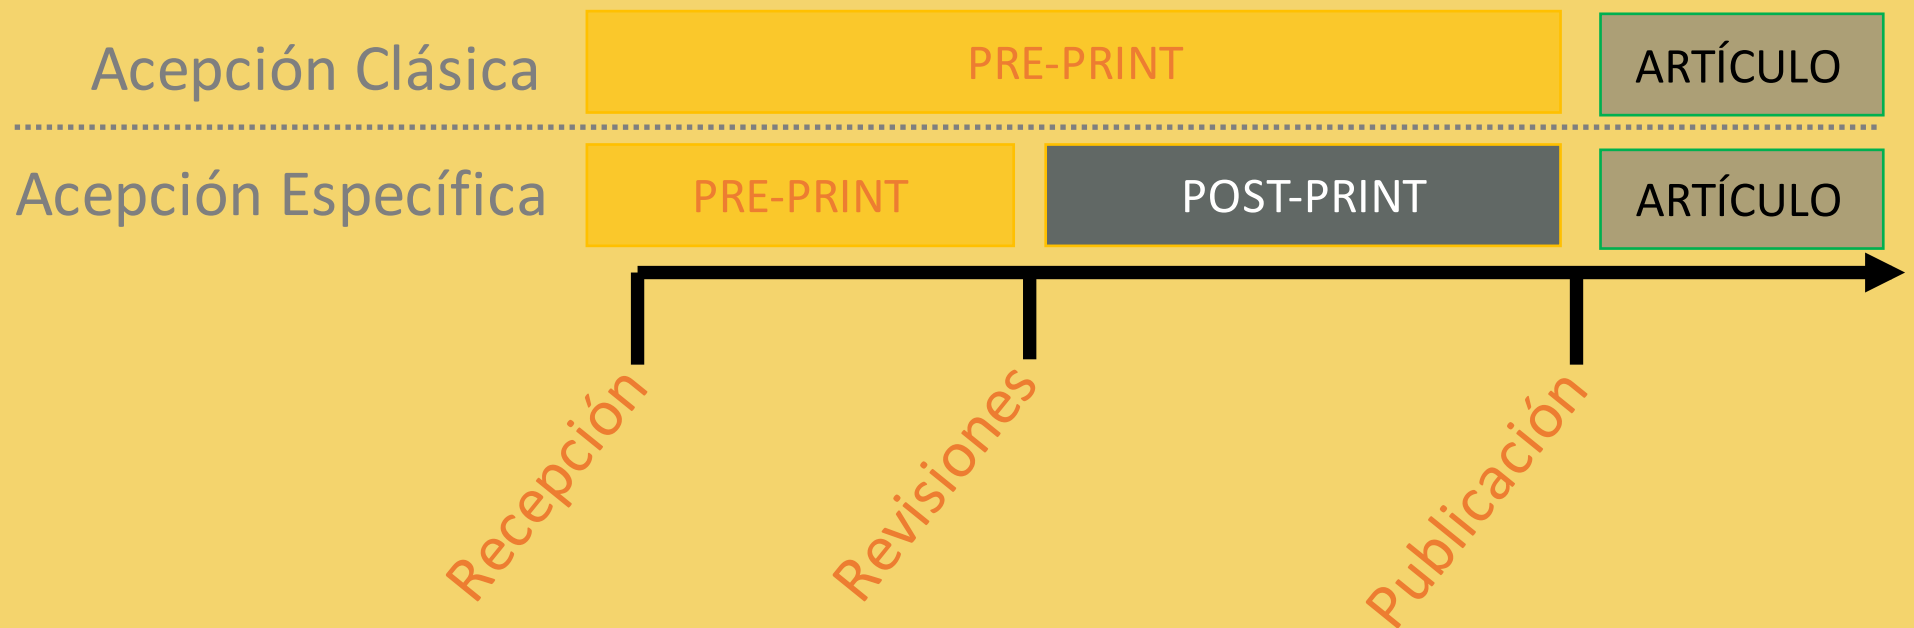 Acepción Clásica
PRE-PRINT
ARTÍCULO
Acepción Específica
PRE-PRINT
POST-PRINT
ARTÍCULO
Recepción
Revisiones
Publicación